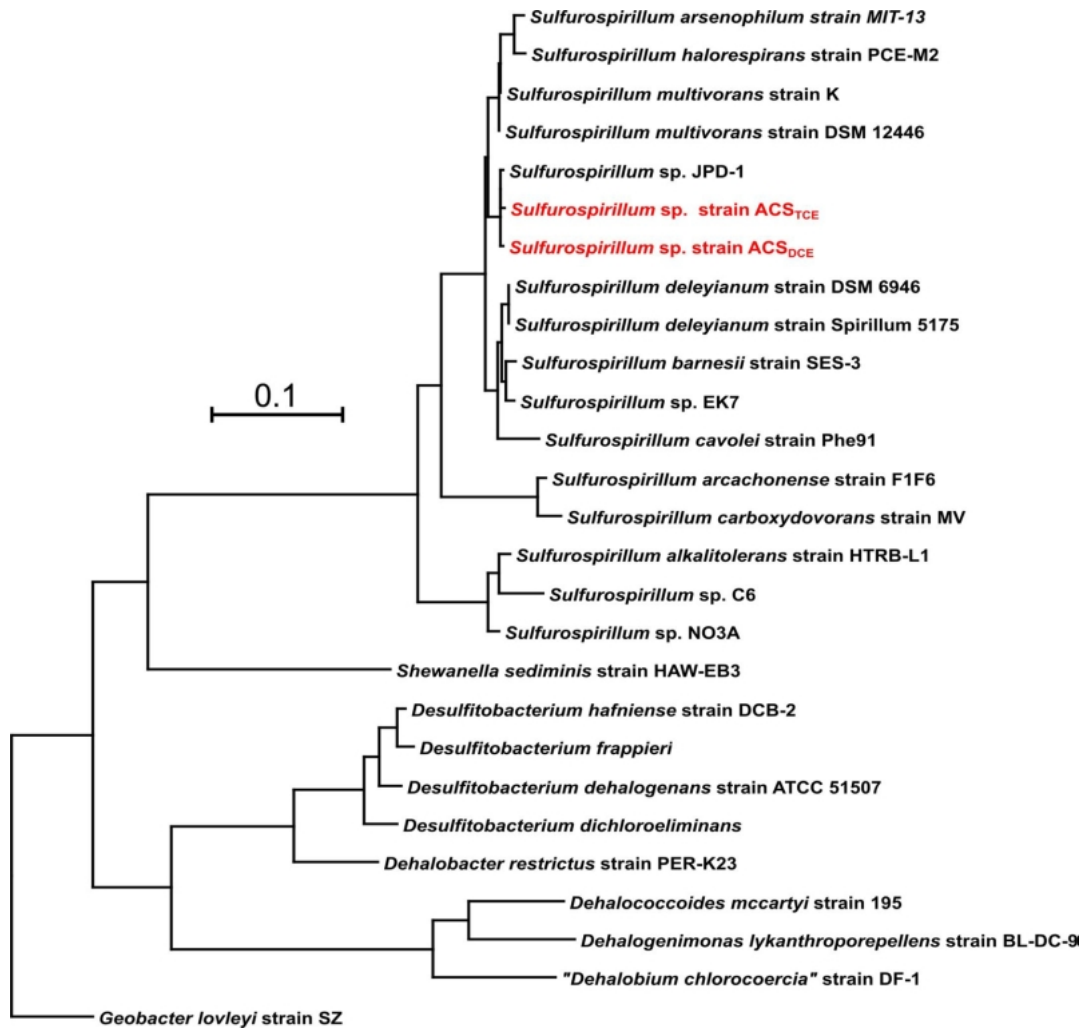 Sulfurospirillum arsenophilum strain MIT-13
Sulfurospirillum halorespirans strain PCE-M2
Sulfurospirillum multivorans strain K
Sulfurospirillum multivorans strain DSM 12446
Sulfurospirillum sp. JPD-1
Sulfurospirillum sp. strain ACSTCE
Sulfurospirillum sp. strain ACSDCE
Sulfurospirillum deleyianum strain DSM 6946
Sulfurospirillum deleyianum strain Spirillum 5175
Sulfurospirillum barnesii strain SES-3
0.1
Sulfurospirillum sp. EK7
Sulfurospirillum cavolei strain Phe91
Sulfurospirillum arcachonense strain F1F6
Sulfurospirillum carboxydovorans strain MV
Sulfurospirillum alkalitolerans strain HTRB-L1
Sulfurospirillum sp. C6
Sulfurospirillum sp. NO3A
Shewanella sediminis strain HAW-EB3
Desulfitobacterium hafniense strain DCB-2
Desulfitobacterium frappieri
Desulfitobacterium dehalogenans strain ATCC 51507
Desulfitobacterium dichloroeliminans
Dehalobacter restrictus strain PER-K23
Dehalococcoides mccartyi strain 195
Dehalogenimonas lykanthroporepellens strain BL-DC-9
"Dehalobium chlorocoercia" strain DF-1
Geobacter lovleyi strain SZ